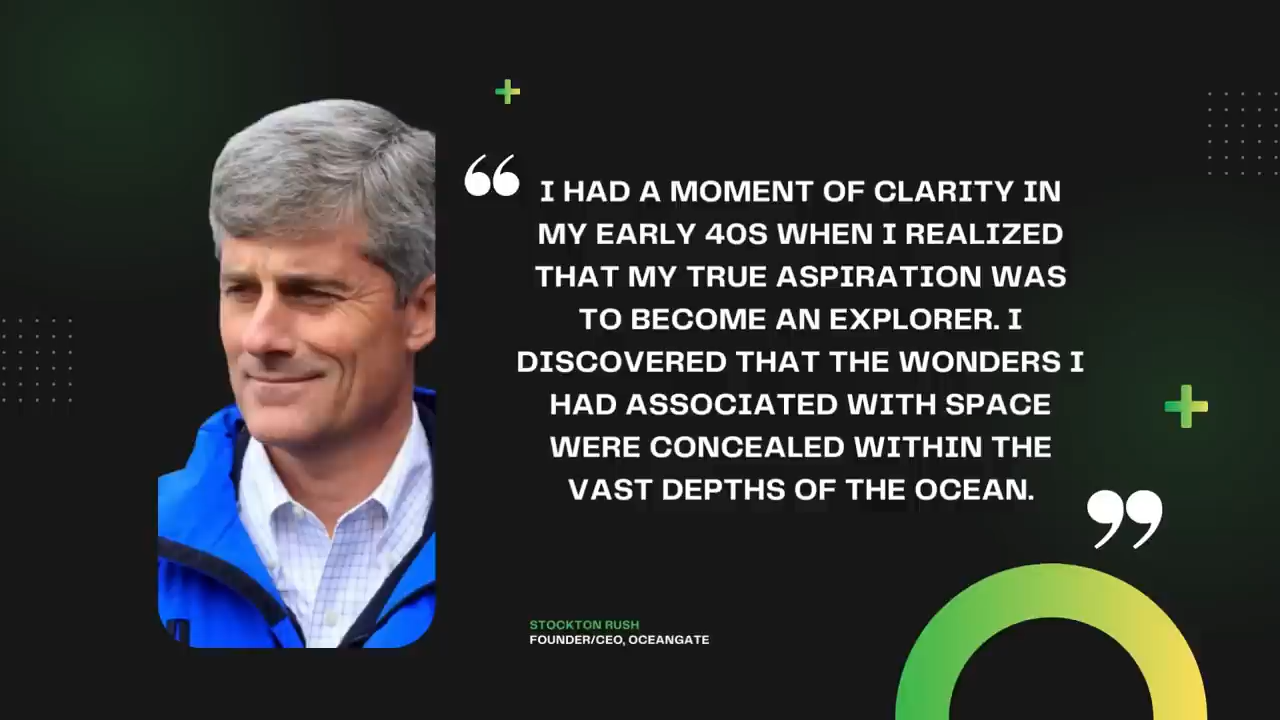 “ I HAD A MOMENT OF CLARITY IN
MY EARLY 40S WHEN I REALIZED
THAT MY TRUE ASPIRATION WAS
TO BECOME AN EXPLORER. I
DISCOVERED THAT THE WONDERS I
HAD ASSOCIATED WITH SPACE
WERE CONCEALED WITHIN THE
VAST DEPTHS OF THE OCEAN. ”
STOCKTON RUSH
FOUNDER/CEO, OCEANGATE